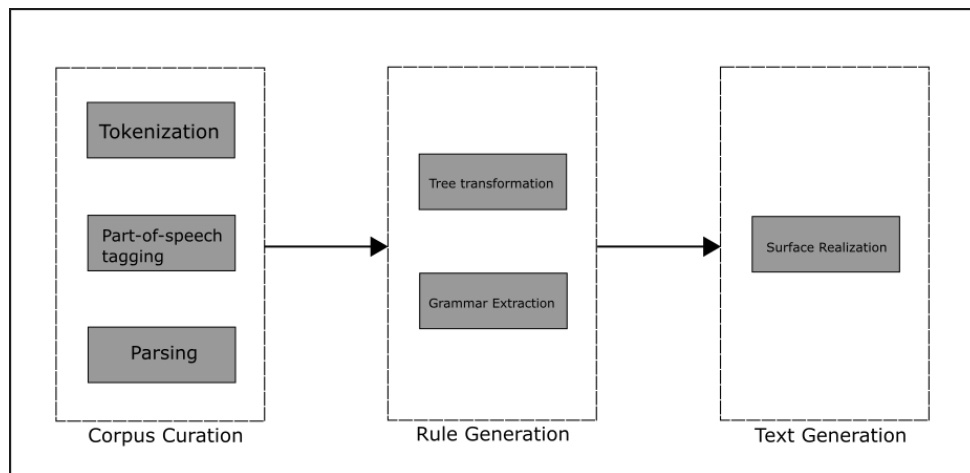 Tokenization
Part-of-speech
tagging
Parsing
Corpus Curation
Tree transformation
Grammar Extraction
Rule Generation
Surface Realization
Text Generation